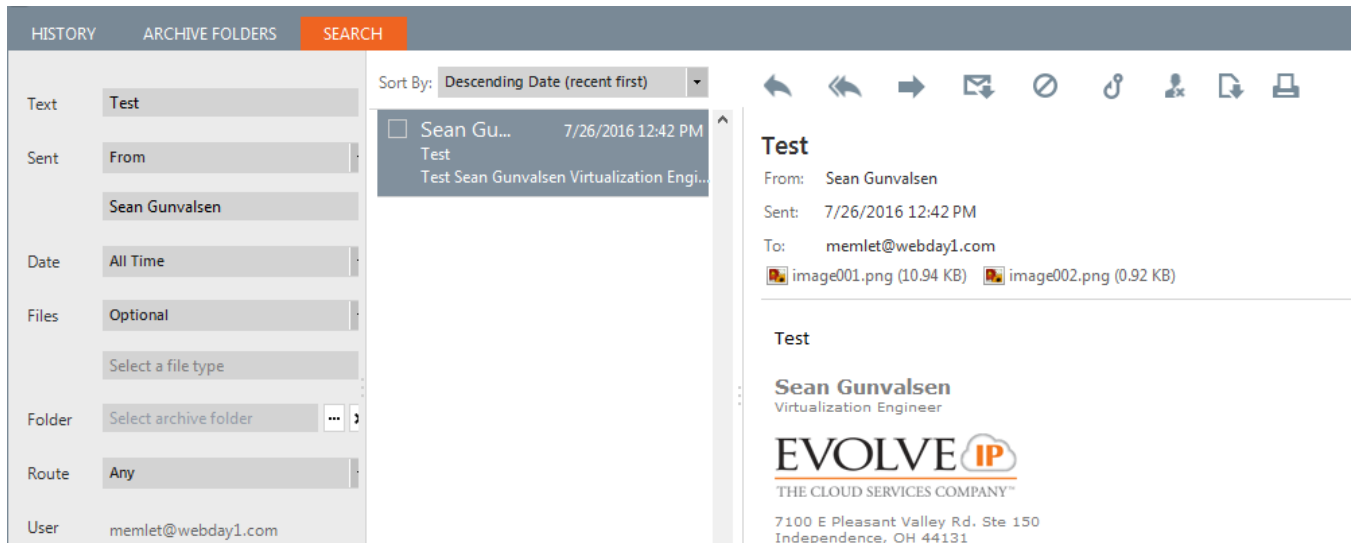 HISTORY ARCHIVE FOLDERS SEARCH
Text Test
Sent From
Sean Gunvalsen
Date All Time
Files Optional
Select a file type
Folder Select archive folder ...
Route Any
User memlet@webday1.com
Sort By: Descending Date (recent first)
Sean Gu... 7/26/2016 12:42 PM
Test
Test Sean Gunvalsen Virtualization Engi...
Test
From: Sean Gunvalsen
Sent: 7/26/2016 12:42 PM
To: memlet@webday1.com
image001.png (10.94 KB) image002.png (0.92 KB)
Test
Sean Gunvalsen
Virtualization Engineer
EVOLVE IP
THE CLOUD SERVICES COMPANY™
7100 E Pleasant Valley Rd. Ste 150
Independence, OH 44131